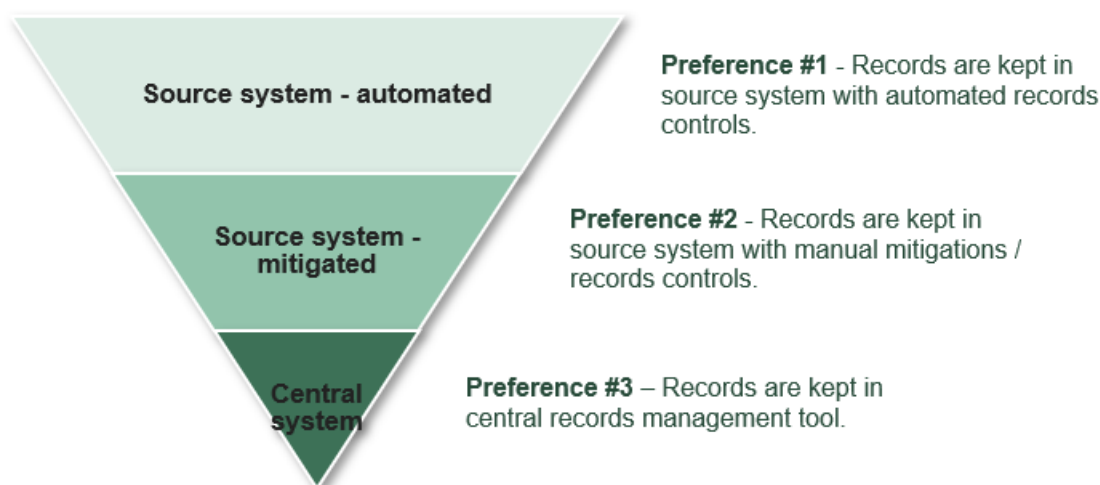 Source system - automated
Preference #1 - Records are kept in
source system with automated records
controls.
Source system -
mitigated
Preference #2 - Records are kept in
source system with manual mitigations /
records controls.
Central
system
Preference #3 – Records are kept in
central records management tool.